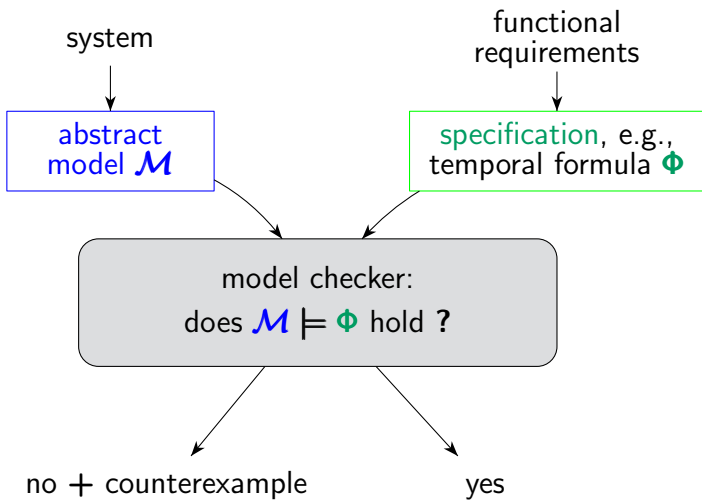 system
functional
requirements
abstract
model 𝓜
specification, e.g.,
temporal formula Φ
model checker:
does 𝓜 ⊨ Φ hold ?
no + counterexample
yes